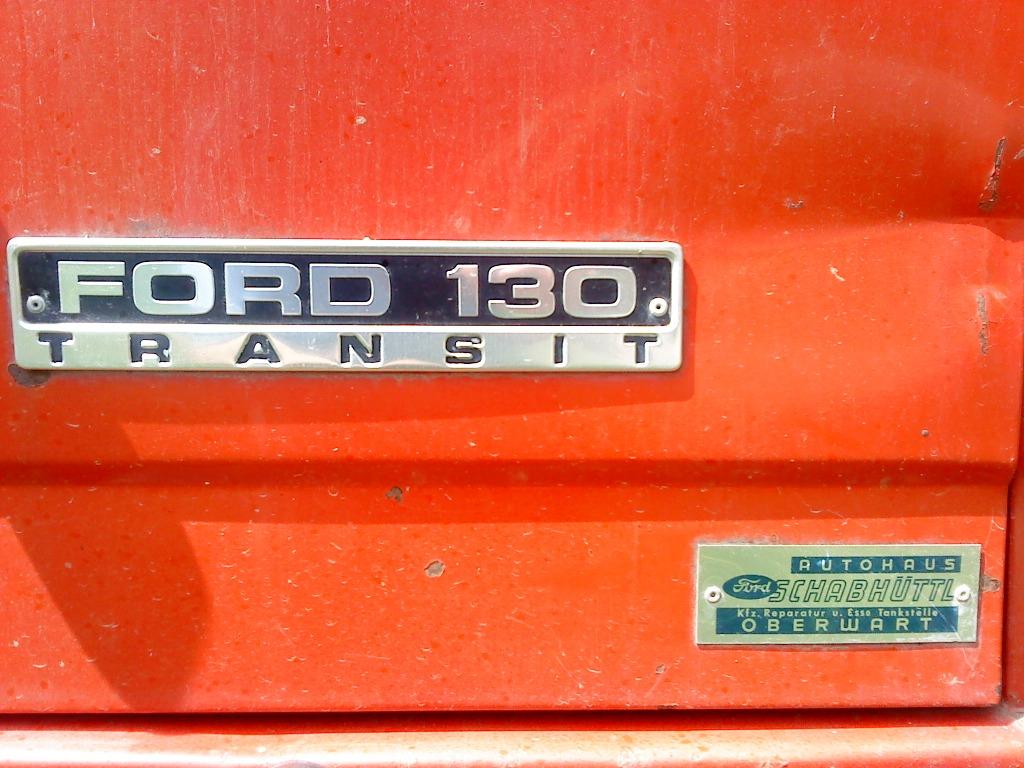 FORD 130
TRANSIT
AUTOHAUS
Ford SCHABHÜTTL
Kfz. Reparatur u. Esso Tankstelle
OBERWART